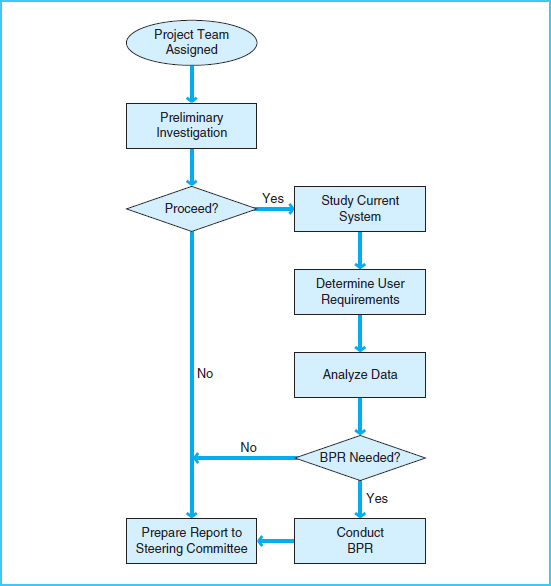 Project Team
Assigned
Preliminary
Investigation
Proceed?
Yes
Study Current
System
Determine User
Requirements
No
Analyze Data
No
BPR Needed?
Yes
Prepare Report to
Steering Committee
Conduct
BPR